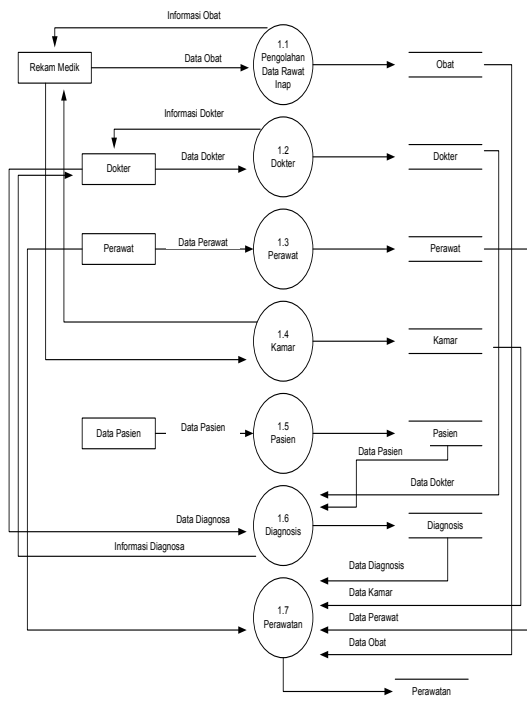 Informasi Obat
Rekam Medik
Data Obat
1.1
Pengolahan
Data Rawat
Inap
Obat
Informasi Dokter
Dokter
Data Dokter
1.2
Dokter
Dokter
Perawat
Data Perawat
1.3
Perawat
Perawat
1.4
Kamar
Kamar
Data Pasien
Data Pasien
1.5
Pasien
Pasien
Data Pasien
Data Dokter
Data Diagnosa
1.6
Diagnosis
Diagnosis
Informasi Diagnosa
Data Diagnosis
Data Kamar
1.7
Perawatan
Data Perawat
Data Obat
Perawatan